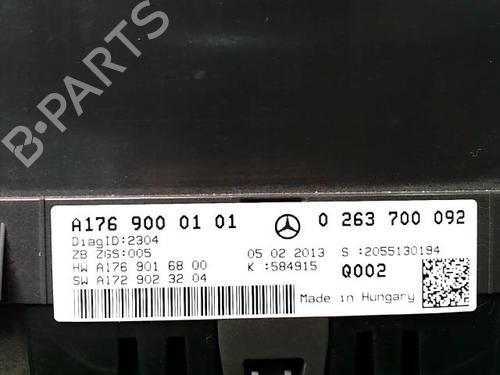 B-PARTS
A176 900 01 01
0 263 700 092
DiagID:2304
ZB ZGS:005
05 02 2013 S :2055130194
HW A176 901 68 00
K :584915 Q002
SW A172 902 32 04
Made in Hungary